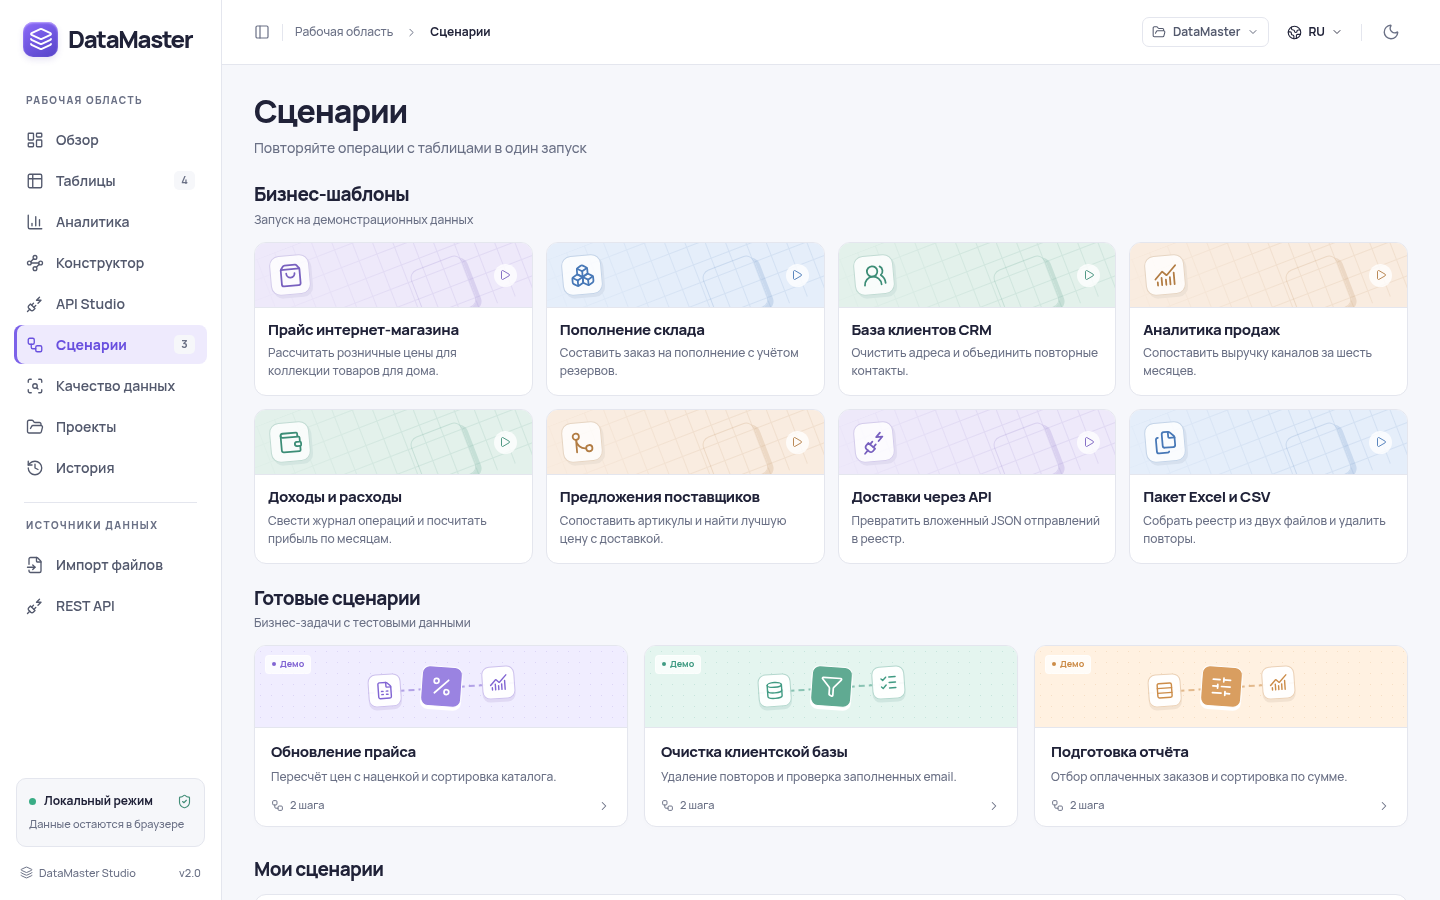 DataMaster
РАБОЧАЯ ОБЛАСТЬ
Обзор
Таблицы 4
Аналитика
Конструктор
API Studio
Сценарии 3
Качество данных
Проекты
История
ИСТОЧНИКИ ДАННЫХ
Импорт файлов
REST API
Локальный режим
Данные остаются в браузере
DataMaster Studio v2.0
Рабочая область Сценарии
DataMaster RU
Сценарии
Повторяйте операции с таблицами в один запуск
Бизнес-шаблоны
Запуск на демонстрационных данных
Прайс интернет-магазина
Рассчитать розничные цены для
коллекции товаров для дома.
Пополнение склада
Составить заказ на пополнение с учётом
резервов.
База клиентов CRM
Очистить адреса и объединить повторные
контакты.
Аналитика продаж
Сопоставить выручку каналов за шесть
месяцев.
Доходы и расходы
Свести журнал операций и посчитать
прибыль по месяцам.
Предложения поставщиков
Сопоставить артикулы и найти лучшую
цену с доставкой.
Доставки через API
Превратить вложенный JSON отправлений
в реестр.
Пакет Excel и CSV
Собрать реестр из двух файлов и удалить
повторы.
Готовые сценарии
Бизнес-задачи с тестовыми данными
Демо
Обновление прайса
Пересчёт цен с наценкой и сортировка каталога.
2 шага
Демо
Очистка клиентской базы
Удаление повторов и проверка заполненных email.
2 шага
Демо
Подготовка отчёта
Отбор оплаченных заказов и сортировка по сумме.
2 шага
Мои сценарии